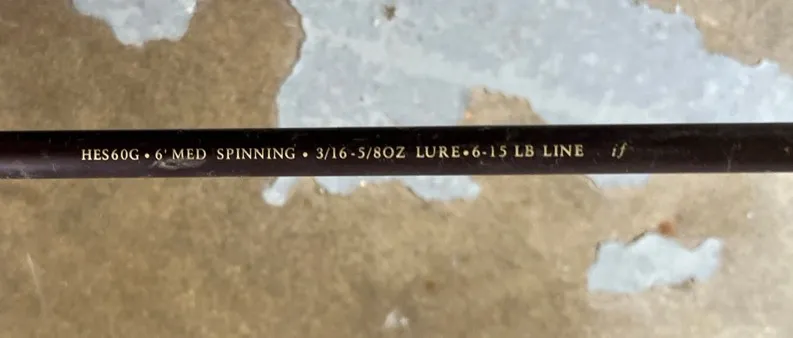 HES60G • 6' MED SPINNING • 3/16-5/8OZ LURE•6-15 LB LINE if